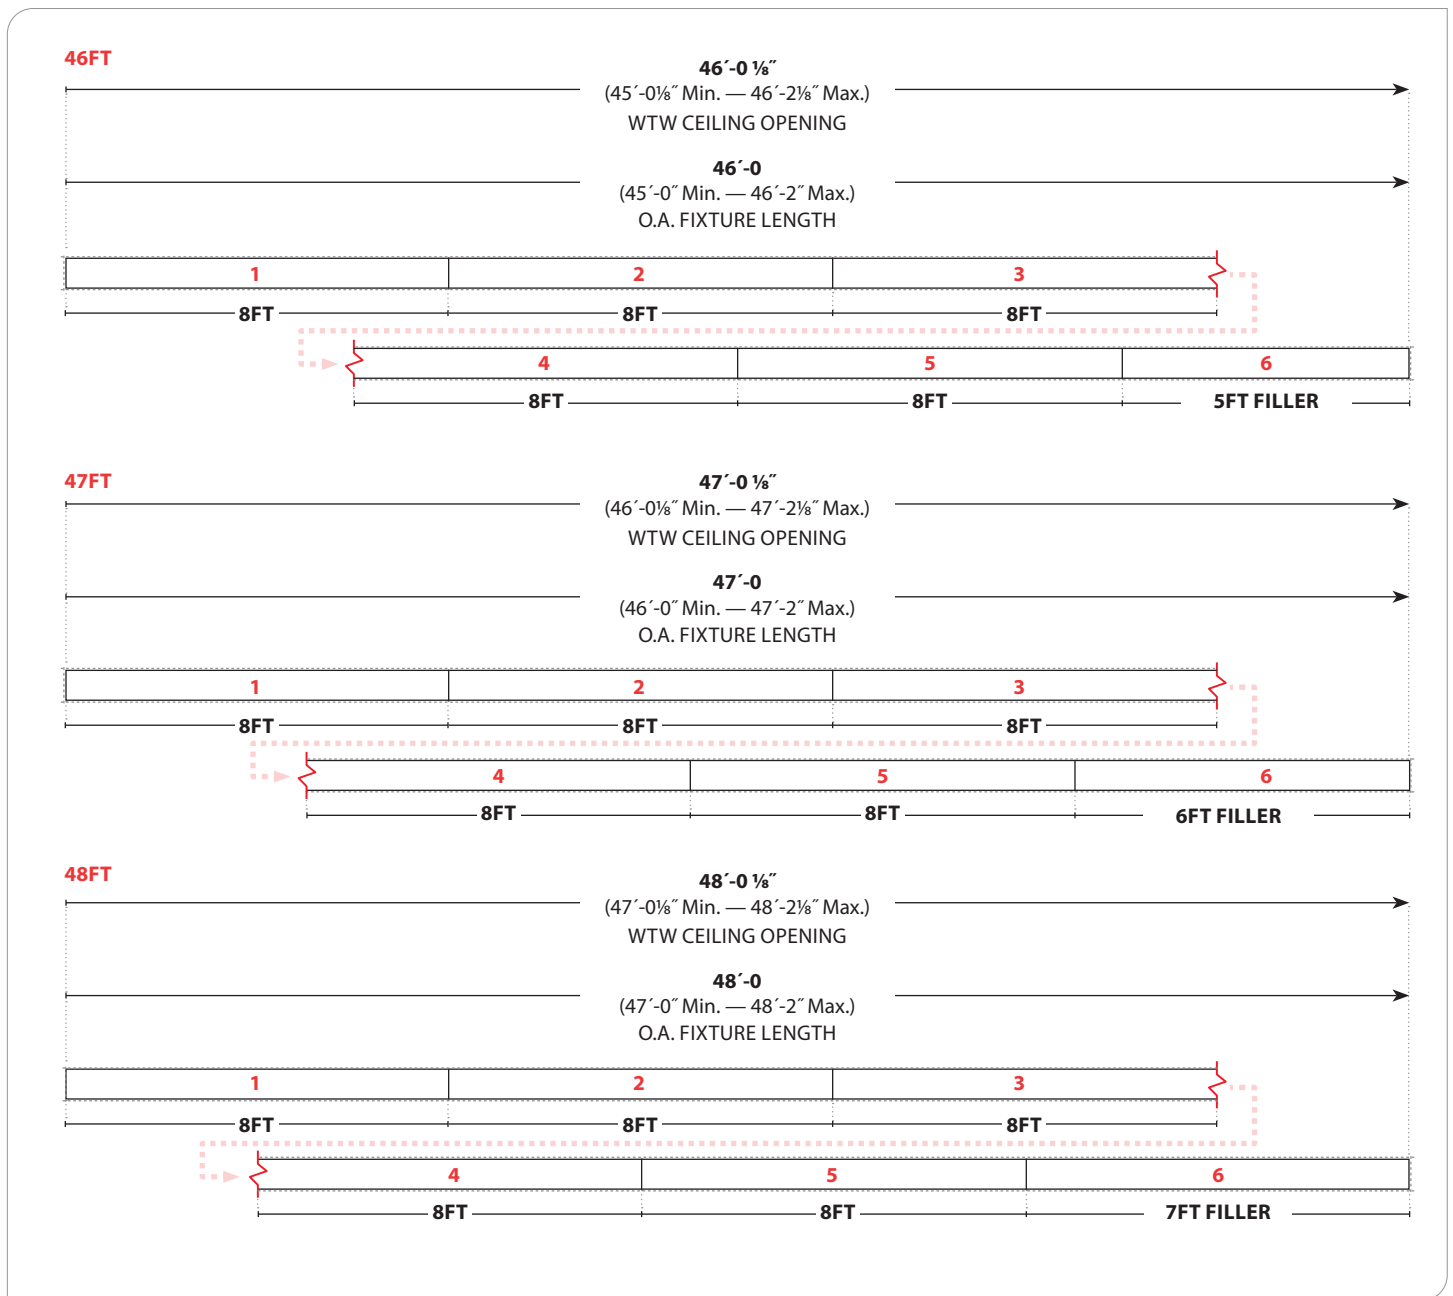 46FT
46´-0 ⅛˝
(45´-0⅛˝ Min. — 46´-2⅛˝ Max.)
WTW CEILING OPENING
46´-0
(45´-0˝ Min. — 46´-2˝ Max.)
O.A. FIXTURE LENGTH
1 2 3
8FT 8FT 8FT
4 5 6
8FT 8FT 5FT FILLER
47FT
47´-0 ⅛˝
(46´-0⅛˝ Min. — 47´-2⅛˝ Max.)
WTW CEILING OPENING
47´-0
(46´-0˝ Min. — 47´-2˝ Max.)
O.A. FIXTURE LENGTH
1 2 3
8FT 8FT 8FT
4 5 6
8FT 8FT 6FT FILLER
48FT
48´-0 ⅛˝
(47´-0⅛˝ Min. — 48´-2⅛˝ Max.)
WTW CEILING OPENING
48´-0
(47´-0˝ Min. — 48´-2˝ Max.)
O.A. FIXTURE LENGTH
1 2 3
8FT 8FT 8FT
4 5 6
8FT 8FT 7FT FILLER